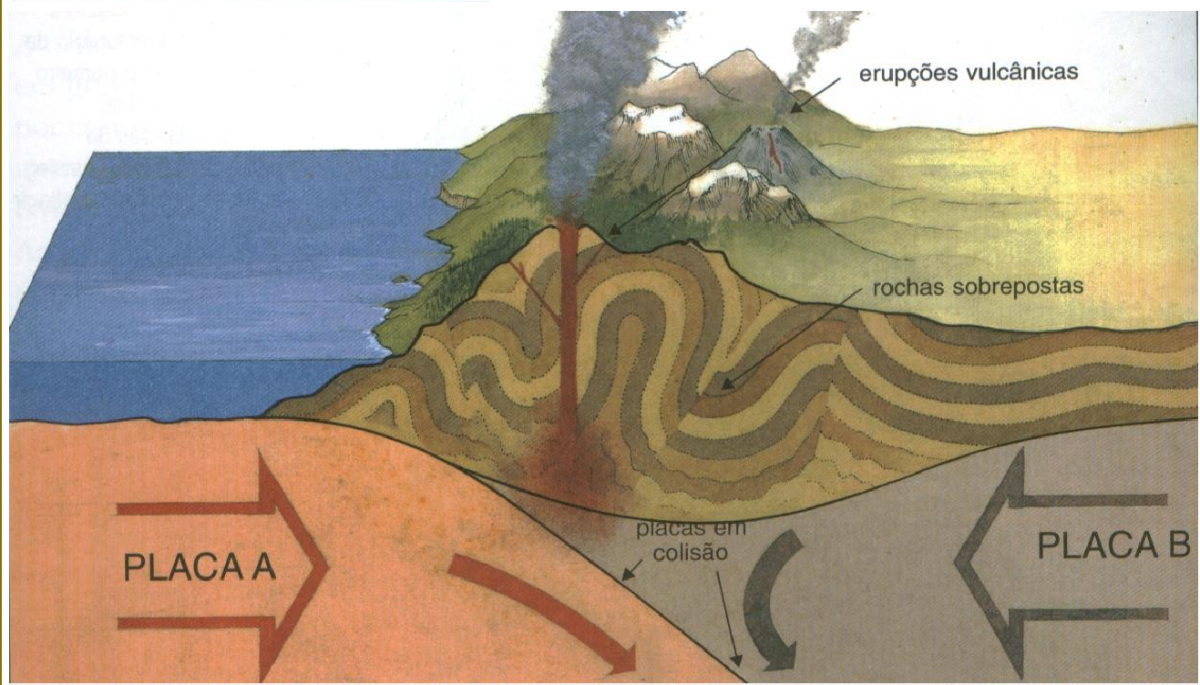 erupções vulcânicas
rochas sobrepostas
placas em
colisão
PLACA A
PLACA B